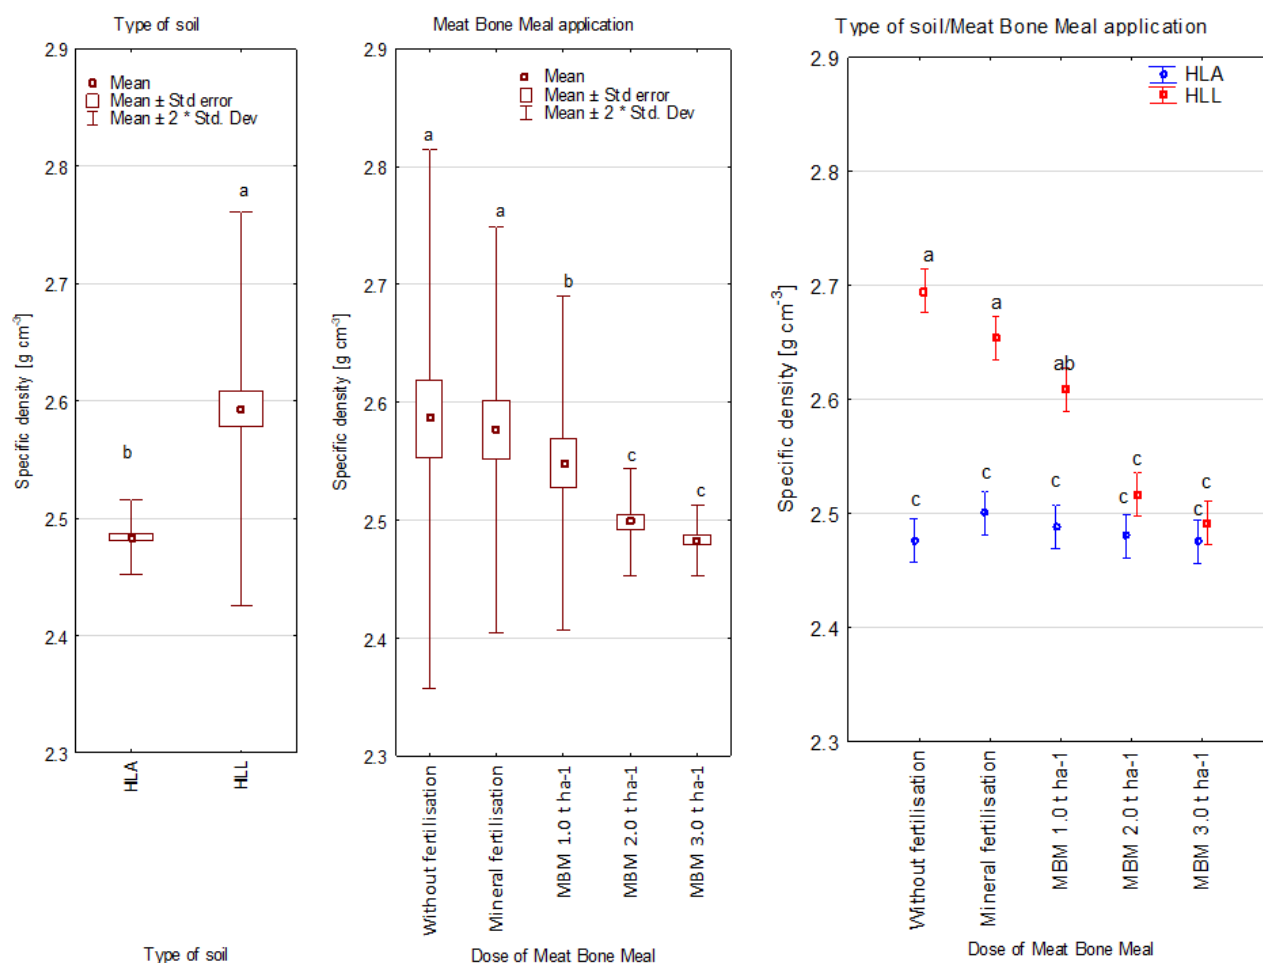 Type of soil
2.9
2.8
2.7
2.6
2.5
2.4
2.3
Specific density [g cm-3]
Mean
Mean ± Std error
Mean ± 2 * Std. Dev
b
a
HLA
HLL
Type of soil
Meat Bone Meal application
2.9
2.8
2.7
2.6
2.5
2.4
2.3
Specific density [g cm-3]
Mean
Mean ± Std error
Mean ± 2 * Std. Dev
a
a
b
c
c
Without fertilisation
Mineral fertilisation
MBM 1.0 t ha-1
MBM 2.0 t ha-1
MBM 3.0 t ha-1
Dose of Meat Bone Meal
Type of soil/Meat Bone Meal application
2.9
2.8
2.7
2.6
2.5
2.4
2.3
Specific density [g cm-3]
HLA
HLL
a
a
ab
c
c
c
c
c
c
c
Without fertilisation
Mineral fertilisation
MBM 1.0 t ha-1
MBM 2.0 t ha-1
MBM 3.0 t ha-1
Dose of Meat Bone Meal